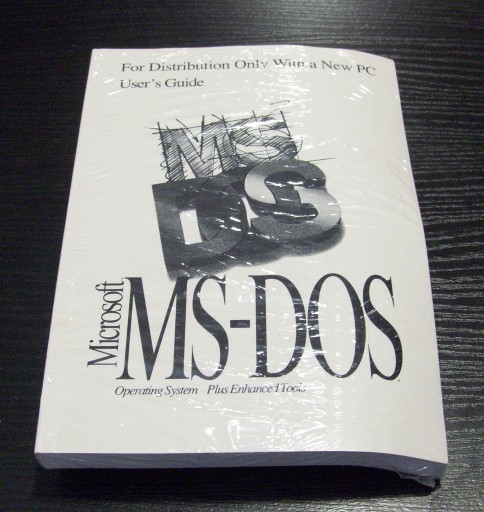 For Distribution Only With a New PC
User's Guide
MS
DOS
Microsoft
MS-DOS
Operating System Plus Enhanced Tools